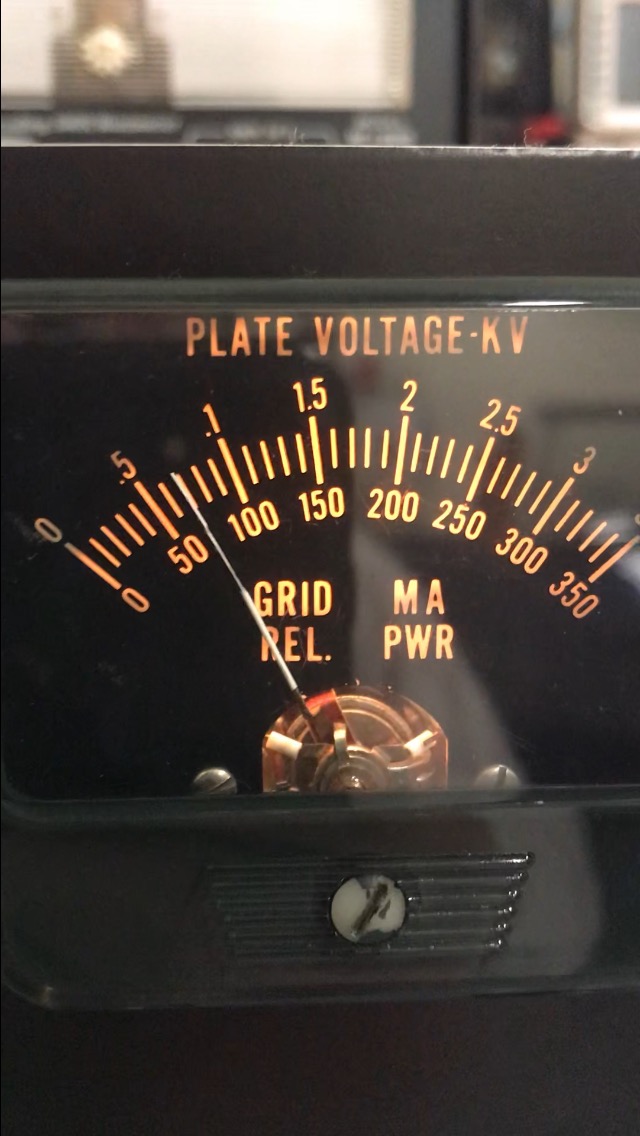 PLATE VOLTAGE-KV
0 .5 .1 1.5 2 2.5 3
0 50 100 150 200 250 300 350
GRID MA
REL. PWR